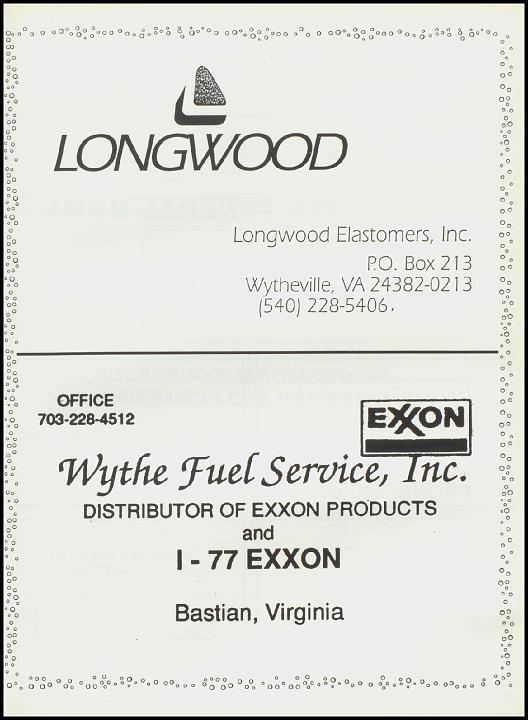 LONGWOOD
Longwood Elastomers, Inc.
P.O. Box 213
Wytheville, VA 24382-0213
(540) 228-5406.
OFFICE
703-228-4512
EXXON
Wythe Fuel Service, Inc.
DISTRIBUTOR OF EXXON PRODUCTS
and
I - 77 EXXON
Bastian, Virginia